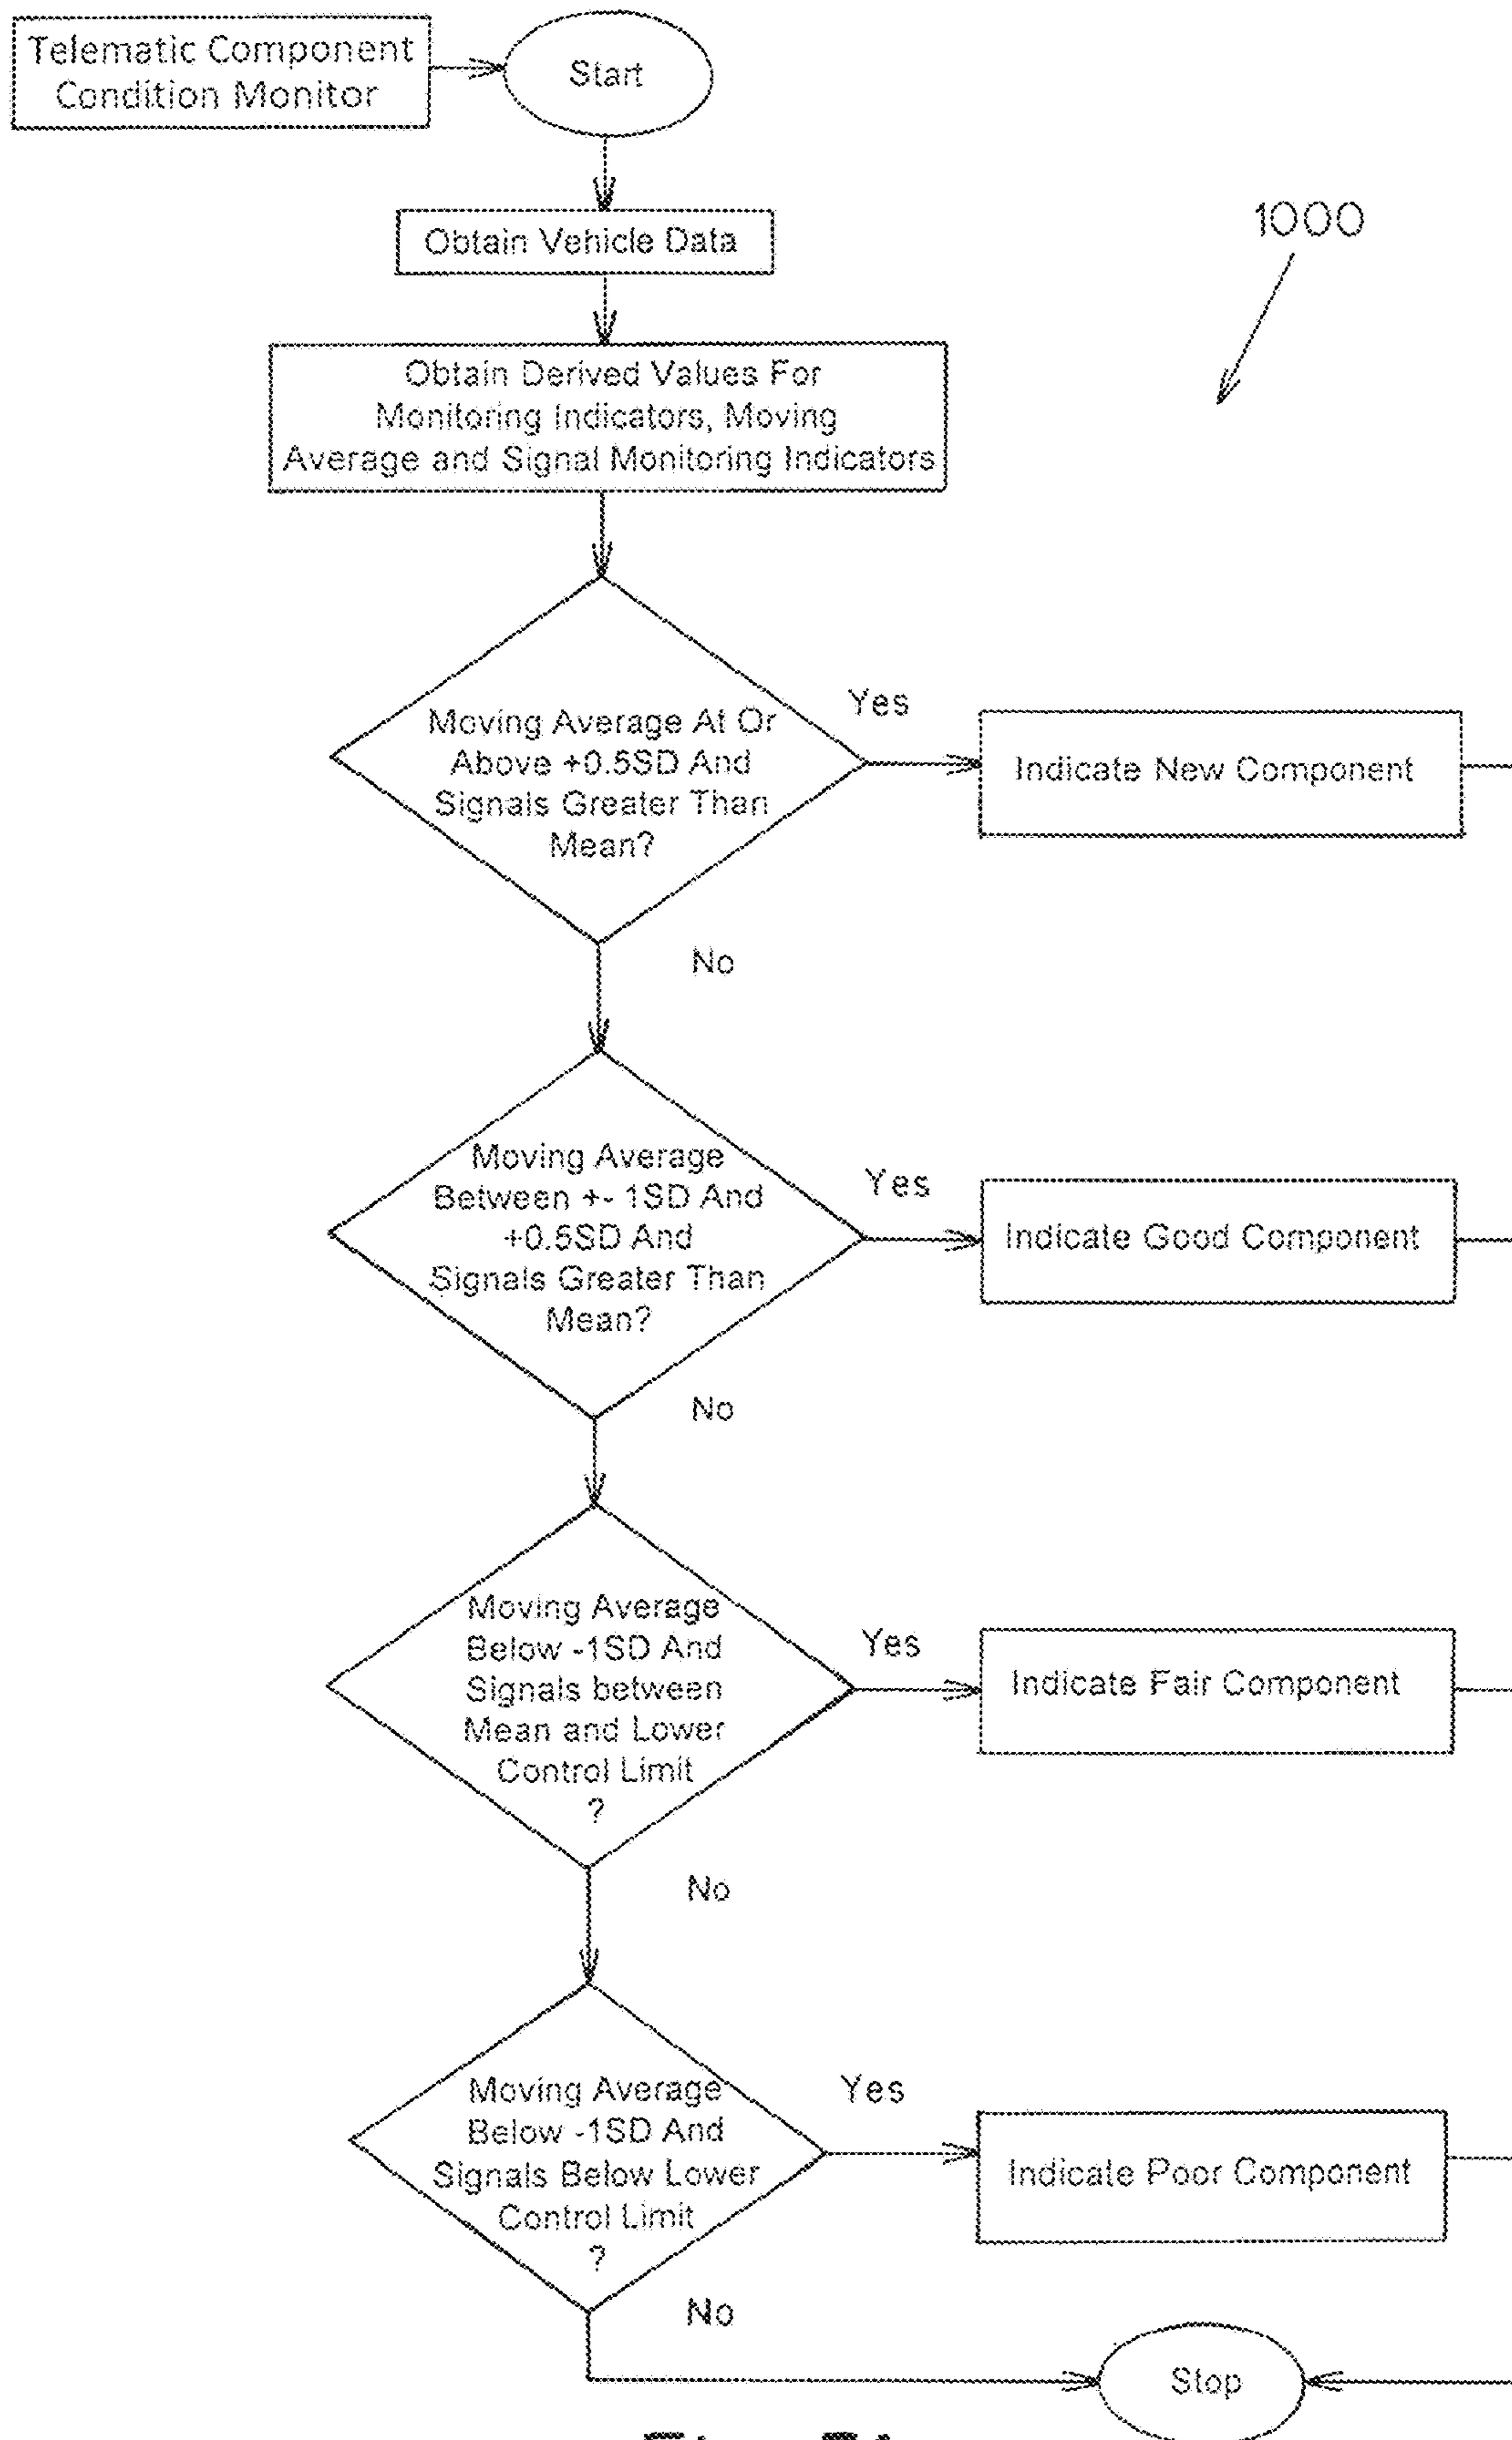 Telematic Component
Condition Monitor
Start
Obtain Vehicle Data
1000
Obtain Derived Values For
Monitoring Indicators, Moving
Average and Signal Monitoring Indicators
Moving Average At Or
Above +0.5SD And
Signals Greater Than
Mean?
Yes
Indicate New Component
No
Moving Average
Between +- 1SD And
+0.5SD And
Signals Greater Than
Mean?
Yes
Indicate Good Component
No
Moving Average
Below -1SD And
Signals between
Mean and Lower
Control Limit
?
Yes
Indicate Fair Component
No
Moving Average
Below -1SD And
Signals Below Lower
Control Limit
?
Yes
Indicate Poor Component
No
Stop